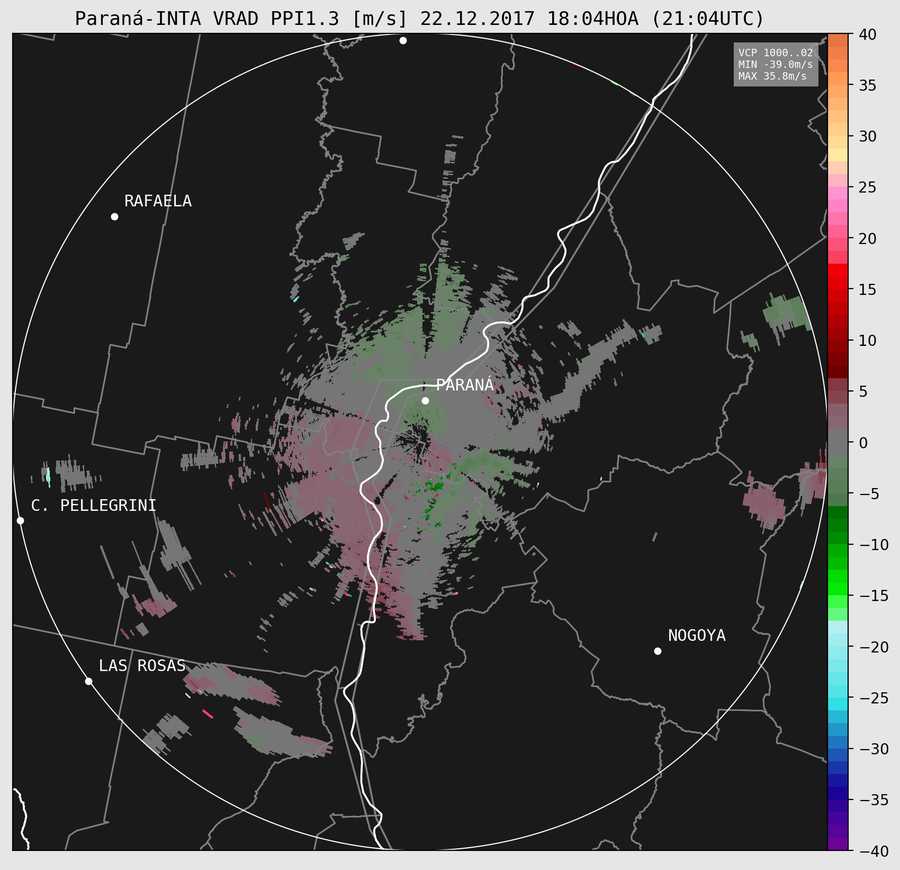 Paraná-INTA VRAD PPI1.3 [m/s] 22.12.2017 18:04HOA (21:04UTC)
VCP 1000..02
MIN -39.0m/s
MAX 35.8m/s
RAFAELA
PARANÁ
C. PELLEGRINI
NOGOYA
LAS ROSAS
40
35
30
25
20
15
10
5
0
−5
−10
−15
−20
−25
−30
−35
−40